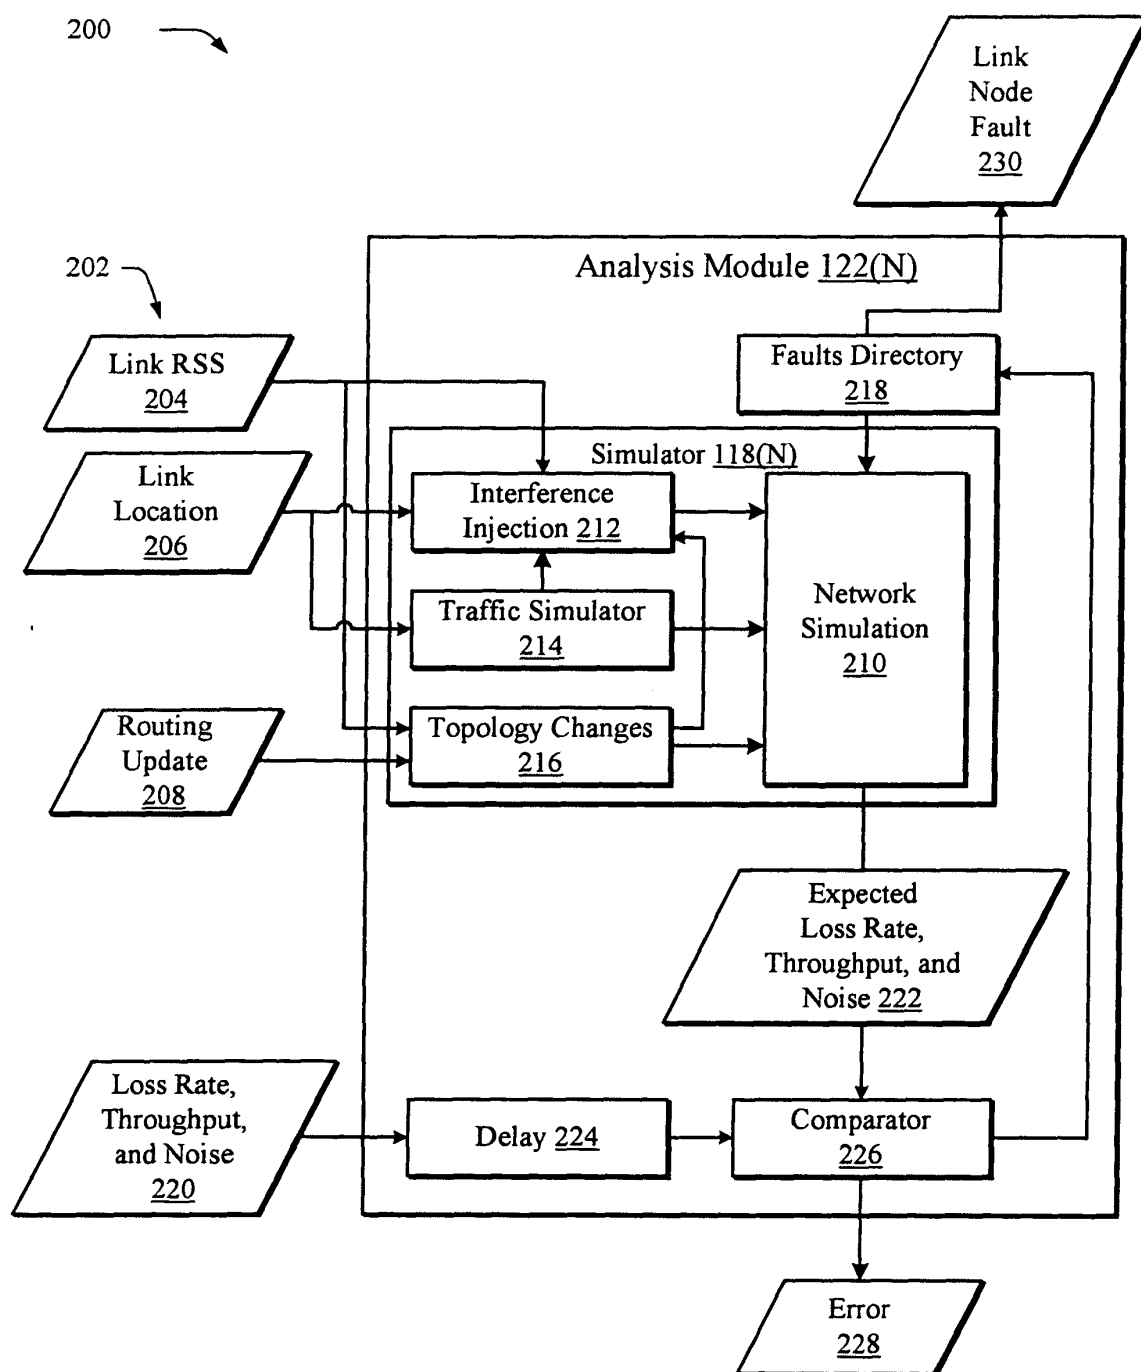 200
Link
Node
Fault
230
202
Analysis Module 122(N)
Link RSS
204
Faults Directory
218
Simulator 118(N)
Link
Location
206
Interference
Injection 212
Traffic Simulator
214
Network
Simulation
210
Routing
Update
208
Topology Changes
216
Expected
Loss Rate,
Throughput, and
Noise 222
Loss Rate,
Throughput,
and Noise
220
Delay 224
Comparator
226
Error
228